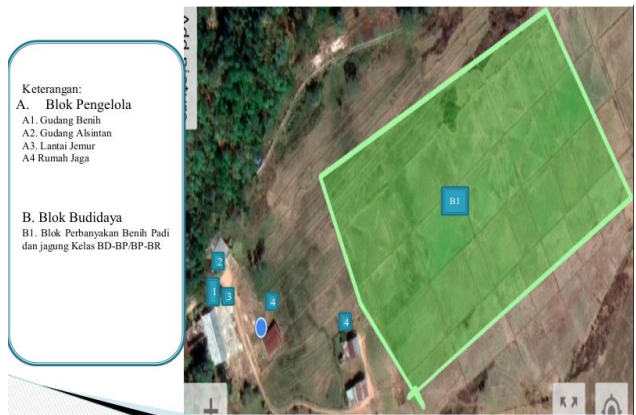 Keterangan:
A. Blok Pengelola
A1. Gudang Benih
A2. Gudang Alsintan
A3. Lantai Jemur
A4 Rumah Jaga
B. Blok Budidaya
B1. Blok Perbanyakan Benih Padi
dan jagung Kelas BD-BP/BP-BR
B1
2
1
3
4
4
+